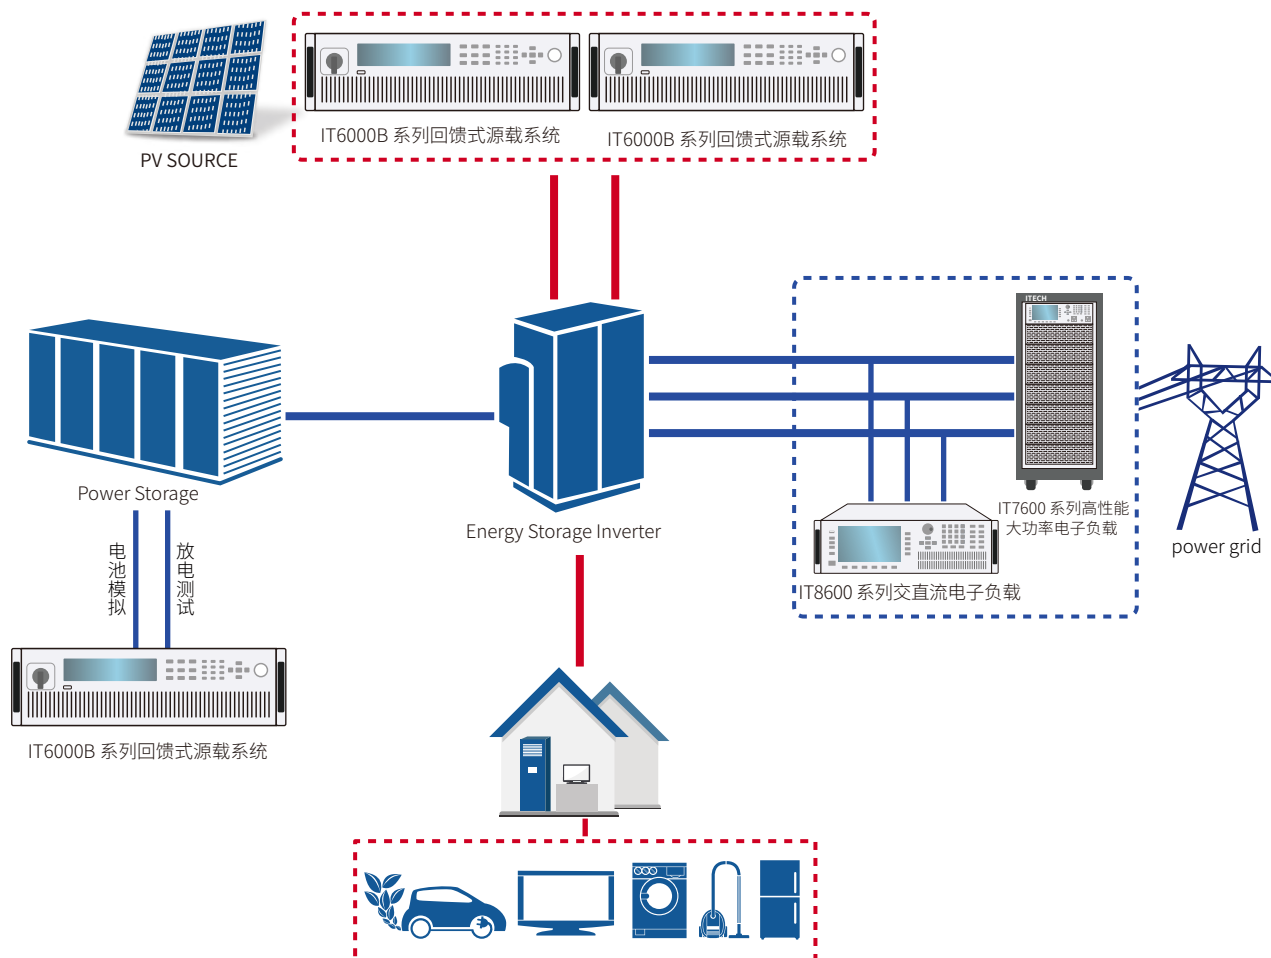 IT6000B 系列回馈式源载系统
IT6000B 系列回馈式源载系统
PV SOURCE
ITECH
Power Storage
Energy Storage Inverter
IT7600 系列高性能
大功率电子负载
power grid
IT8600 系列交直流电子负载
电池模拟
放电测试
IT6000B 系列回馈式源载系统